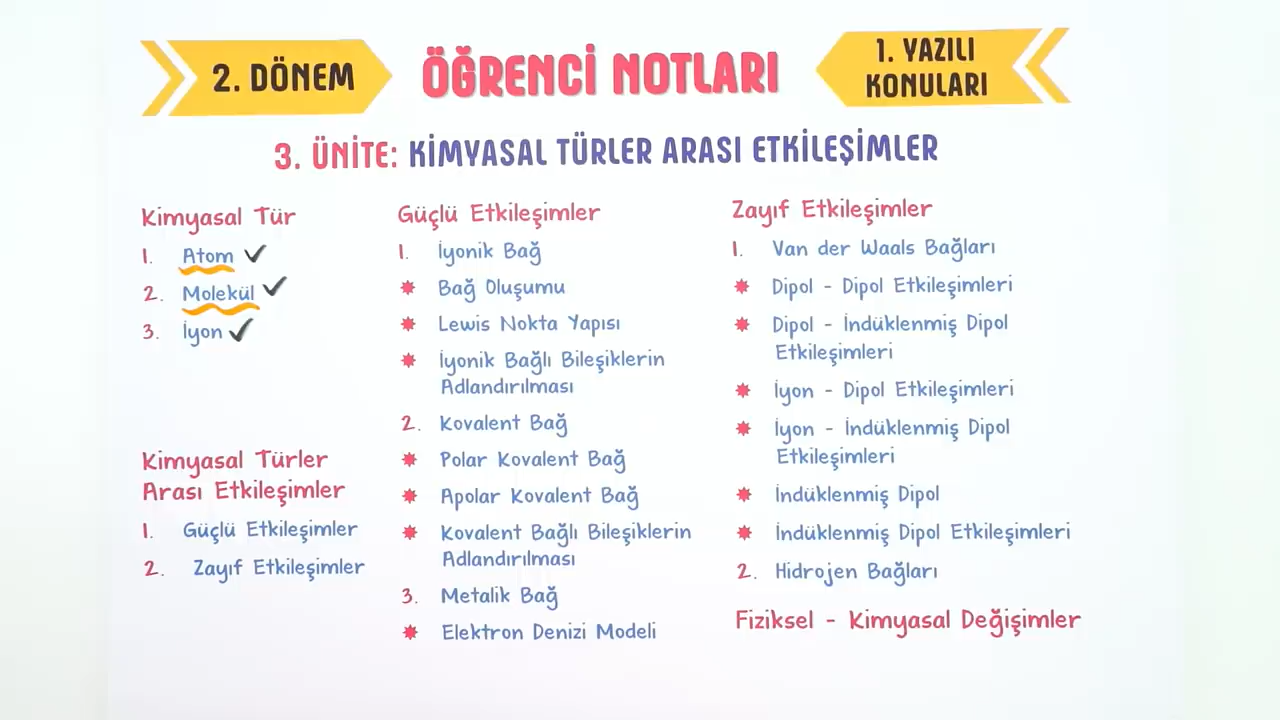 2. DÖNEM
ÖĞRENCİ NOTLARI
1. YAZILI
KONULARI
3. ÜNİTE: KİMYASAL TÜRLER ARASI ETKİLEŞİMLER
Kimyasal Tür
1. Atom
2. Molekül
3. İyon
Kimyasal Türler
Arası Etkileşimler
1. Güçlü Etkileşimler
2. Zayıf Etkileşimler
Güçlü Etkileşimler
1. İyonik Bağ
Bağ Oluşumu
Lewis Nokta Yapısı
İyonik Bağlı Bileşiklerin
Adlandırılması
2. Kovalent Bağ
Polar Kovalent Bağ
Apolar Kovalent Bağ
Kovalent Bağlı Bileşiklerin
Adlandırılması
3. Metalik Bağ
Elektron Denizi Modeli
Zayıf Etkileşimler
1. Van der Waals Bağları
Dipol - Dipol Etkileşimleri
Dipol - İndüklenmiş Dipol
Etkileşimleri
İyon - Dipol Etkileşimleri
İyon - İndüklenmiş Dipol
Etkileşimleri
İndüklenmiş Dipol
İndüklenmiş Dipol Etkileşimleri
2. Hidrojen Bağları
Fiziksel - Kimyasal Değişimler